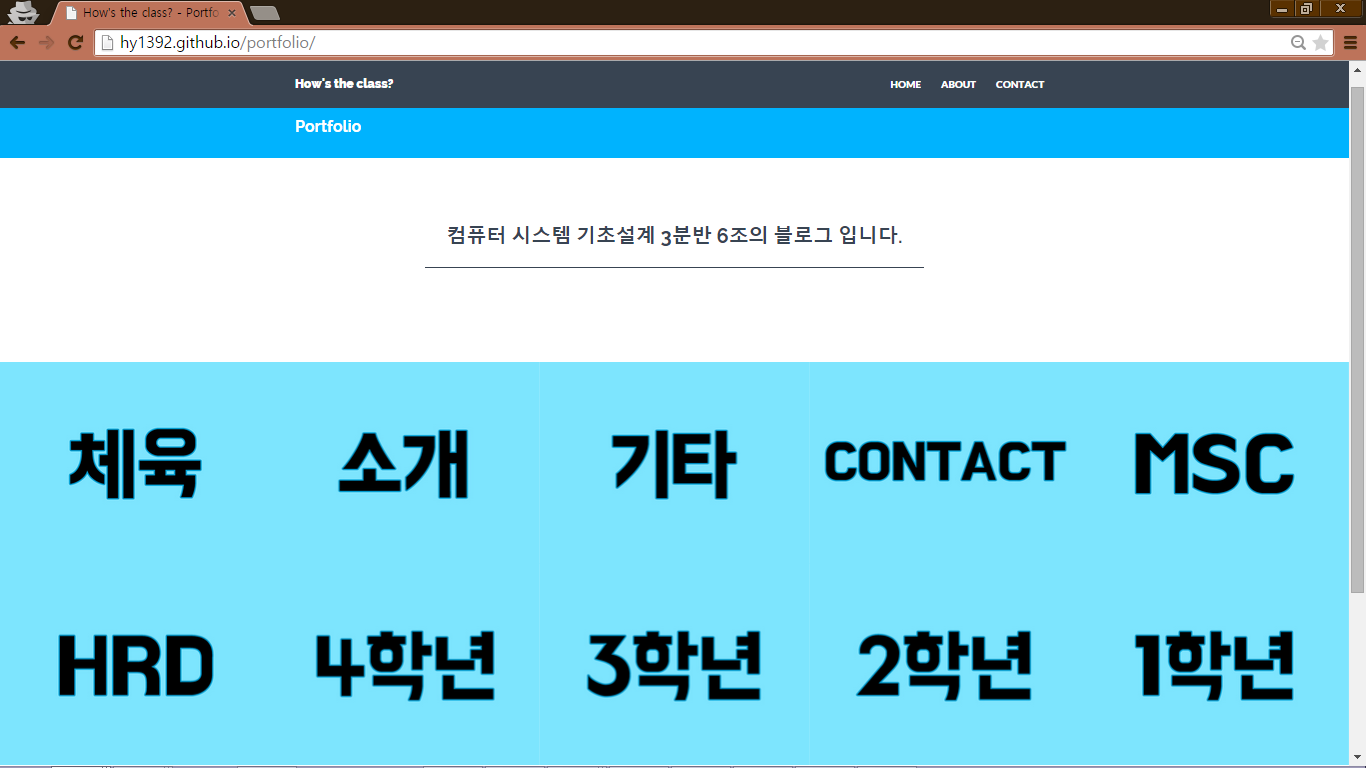 How's the class? - Portfo
hy1392.github.io/portfolio/
How's the class? HOME ABOUT CONTACT
Portfolio
컴퓨터 시스템 기초설계 3분반 6조의 블로그 입니다.
체육 소개 기타 CONTACT MSC
HRD 4학년 3학년 2학년 1학년